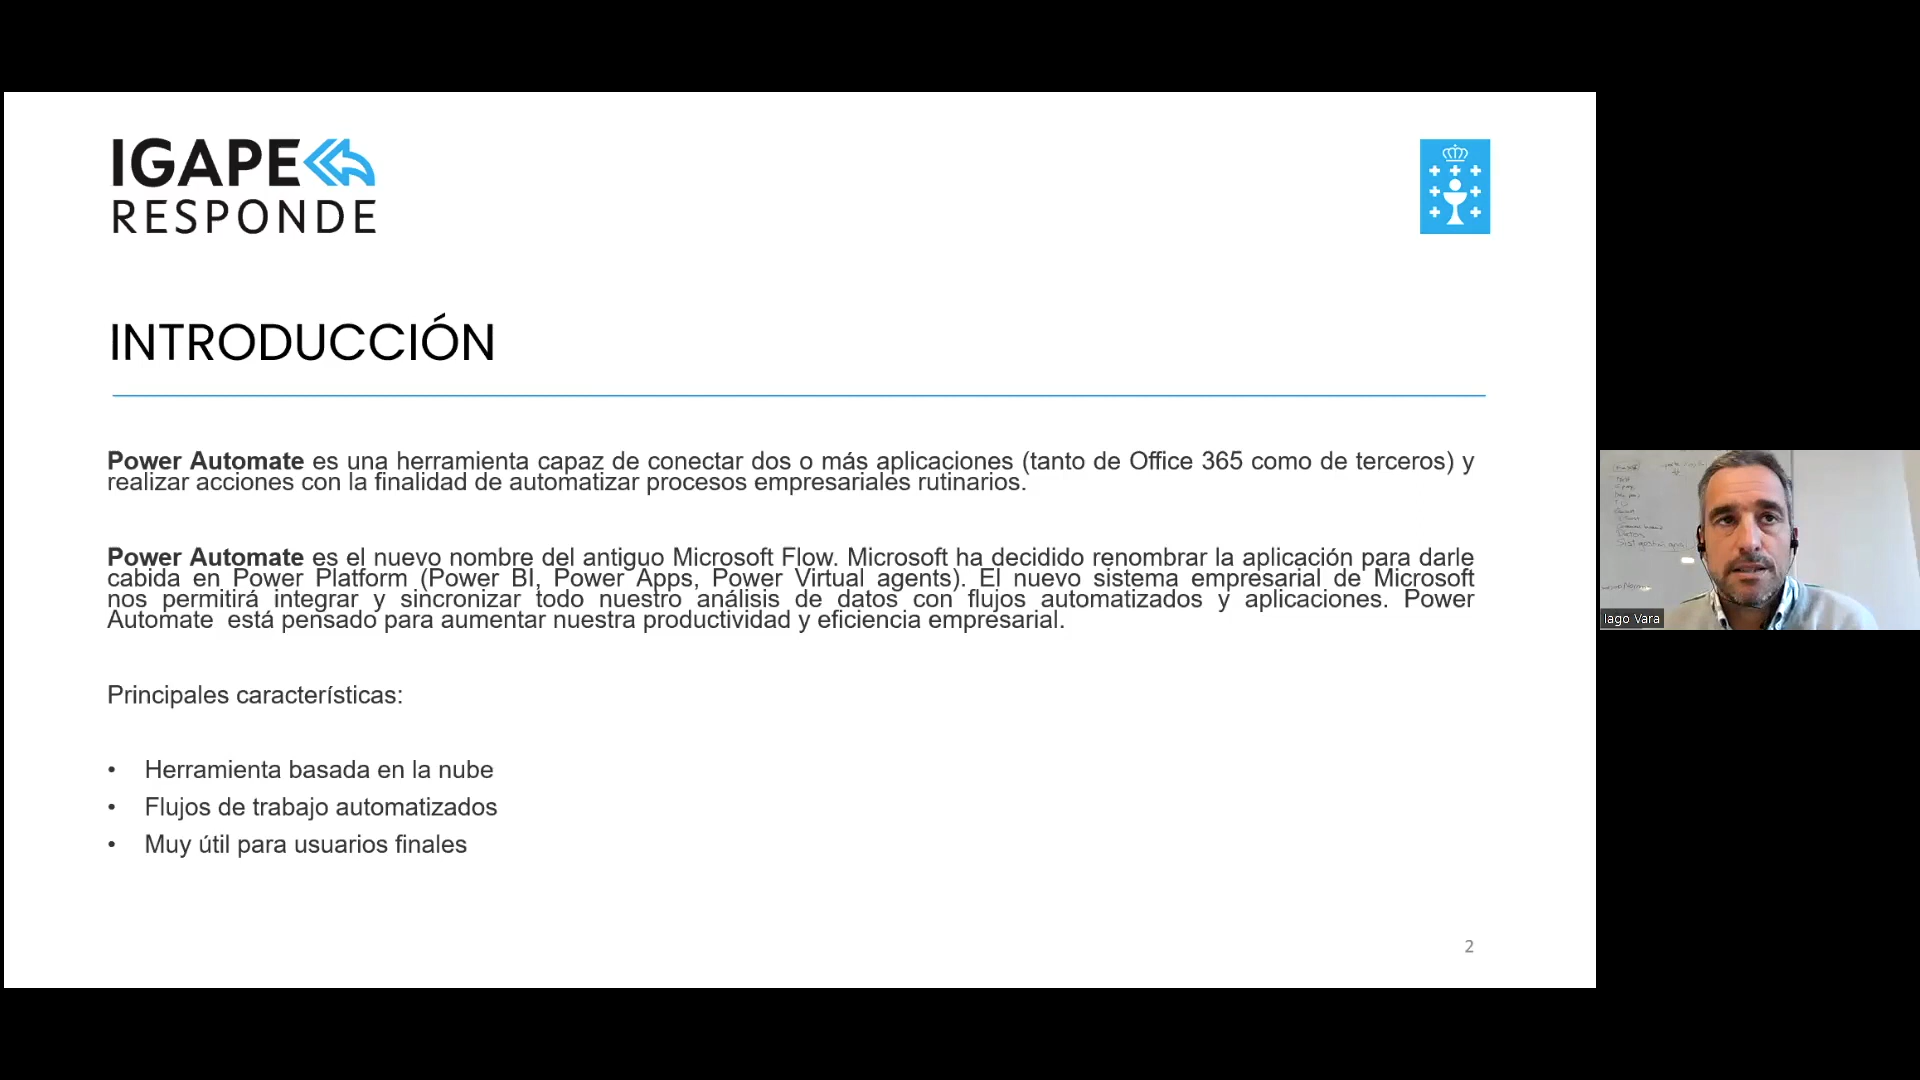 IGAPE
RESPONDE
INTRODUCCIÓN
Power Automate es una herramienta capaz de conectar dos o más aplicaciones (tanto de Office 365 como de terceros) y
realizar acciones con la finalidad de automatizar procesos empresariales rutinarios.
Power Automate es el nuevo nombre del antiguo Microsoft Flow. Microsoft ha decidido renombrar la aplicación para darle
cabida en Power Platform (Power BI, Power Apps, Power Virtual agents). El nuevo sistema empresarial de Microsoft
nos permitirá integrar y sincronizar todo nuestro análisis de datos con flujos automatizados y aplicaciones. Power
Automate está pensado para aumentar nuestra productividad y eficiencia empresarial.
Principales características:
• Herramienta basada en la nube
• Flujos de trabajo automatizados
• Muy útil para usuarios finales
2
Iago Vara